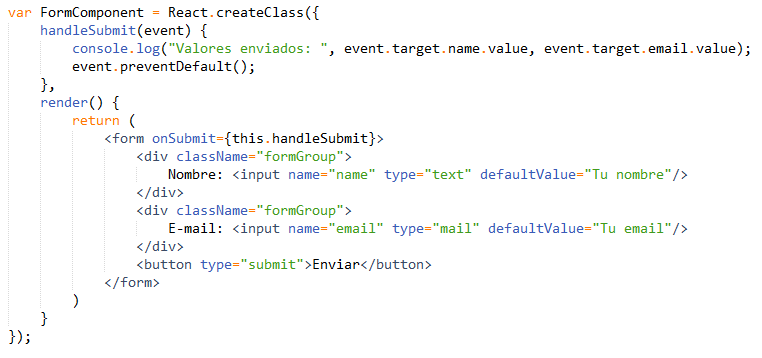 var FormComponent = React.createClass({
    handleSubmit(event) {
        console.log("Valores enviados: ", event.target.name.value, event.target.email.value);
        event.preventDefault();
    },
    render() {
        return (
            <form onSubmit={this.handleSubmit}>
                <div className="formGroup">
                    Nombre: <input name="name" type="text" defaultValue="Tu nombre"/>
                </div>
                <div className="formGroup">
                    E-mail: <input name="email" type="mail" defaultValue="Tu email"/>
                </div>
                <button type="submit">Enviar</button>
            </form>
        )
    }
});